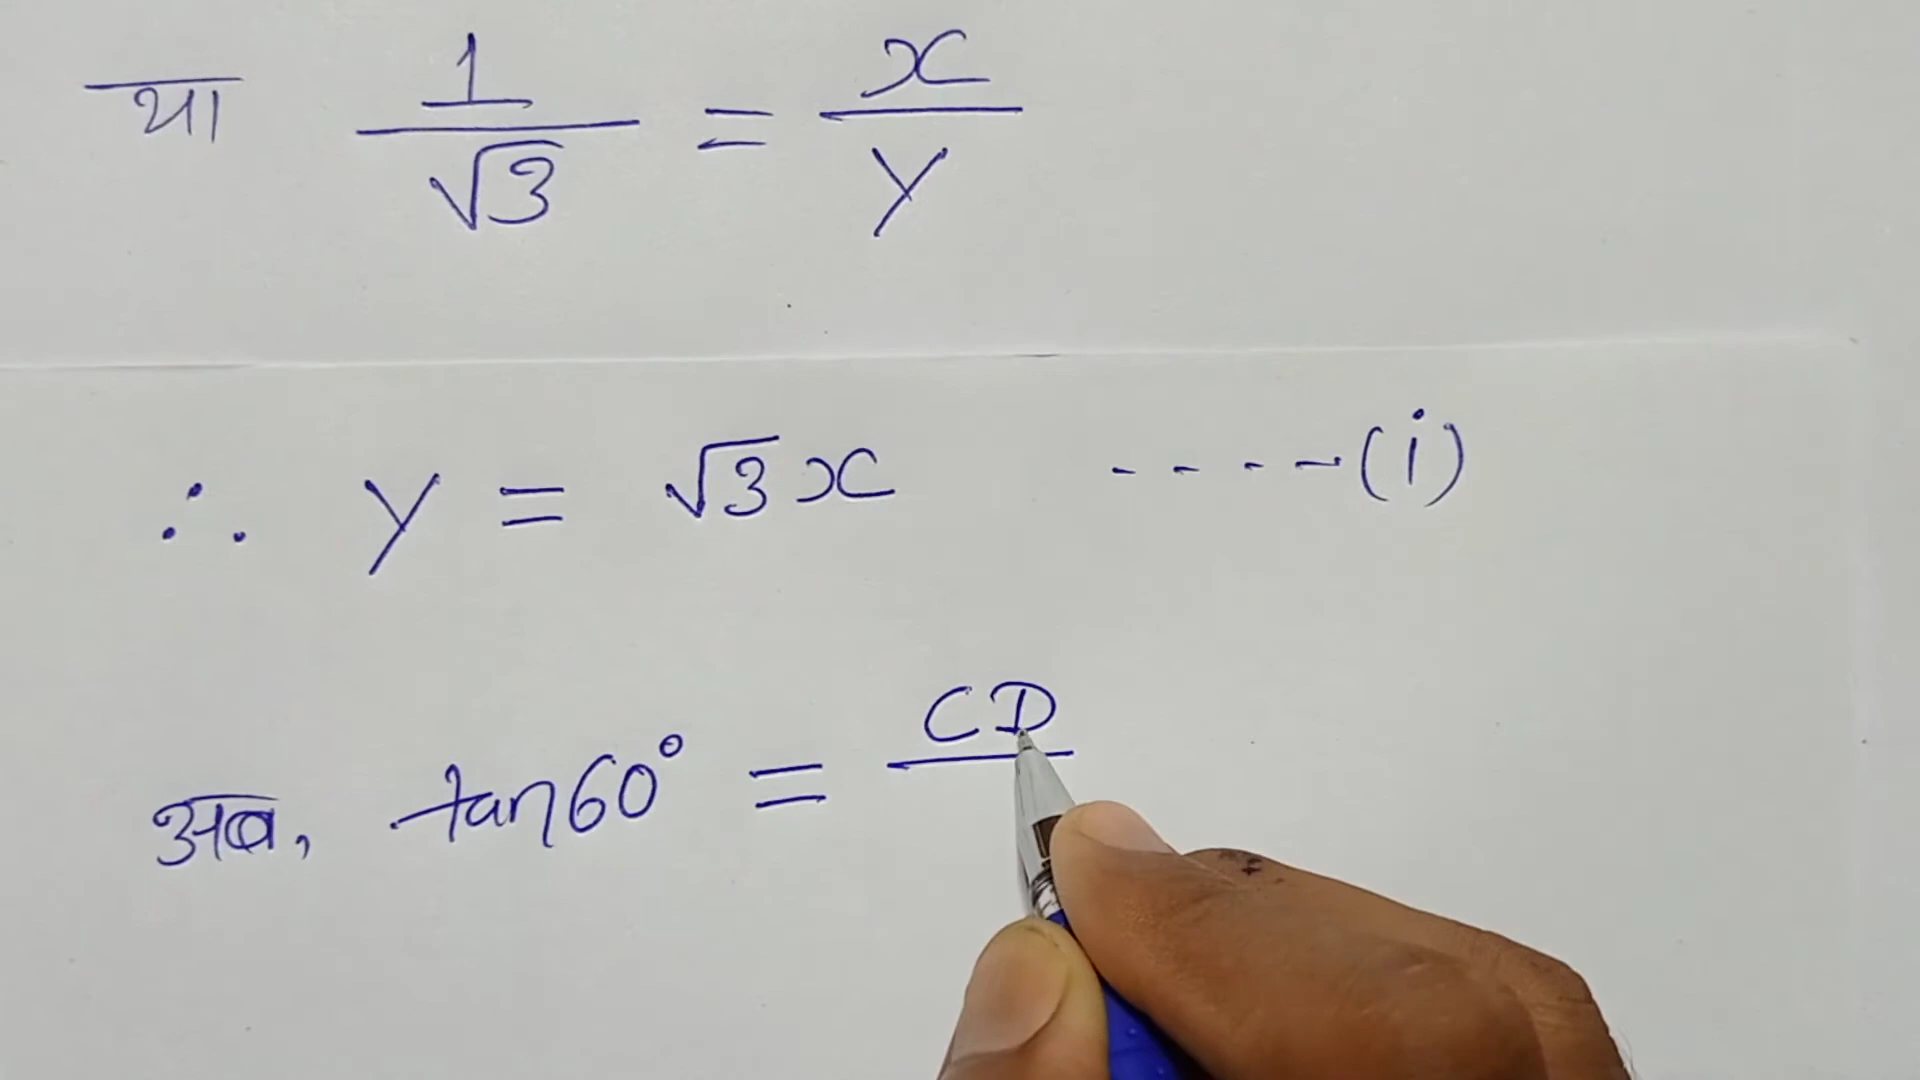 या 1/√3 = x/y
∴ y = √3x ----(i)
अब, tan60° = CD